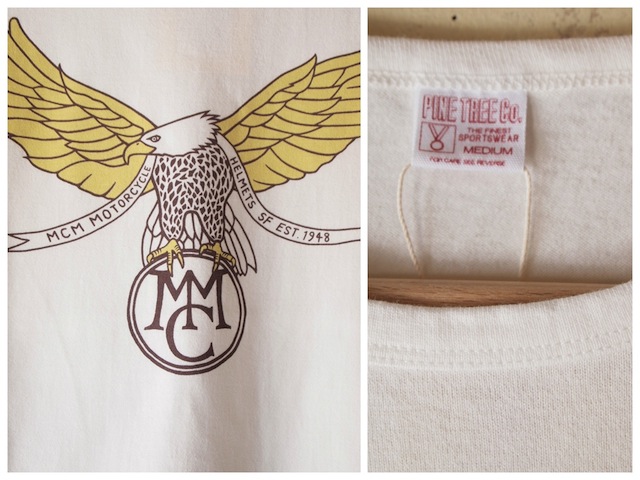 MCM MOTORCYCLE HELMETS SF EST. 1948
MMC
PINE TREE CO.
THE FINEST
SPORTSWEAR
MEDIUM
FOR CARE SEE REVERSE